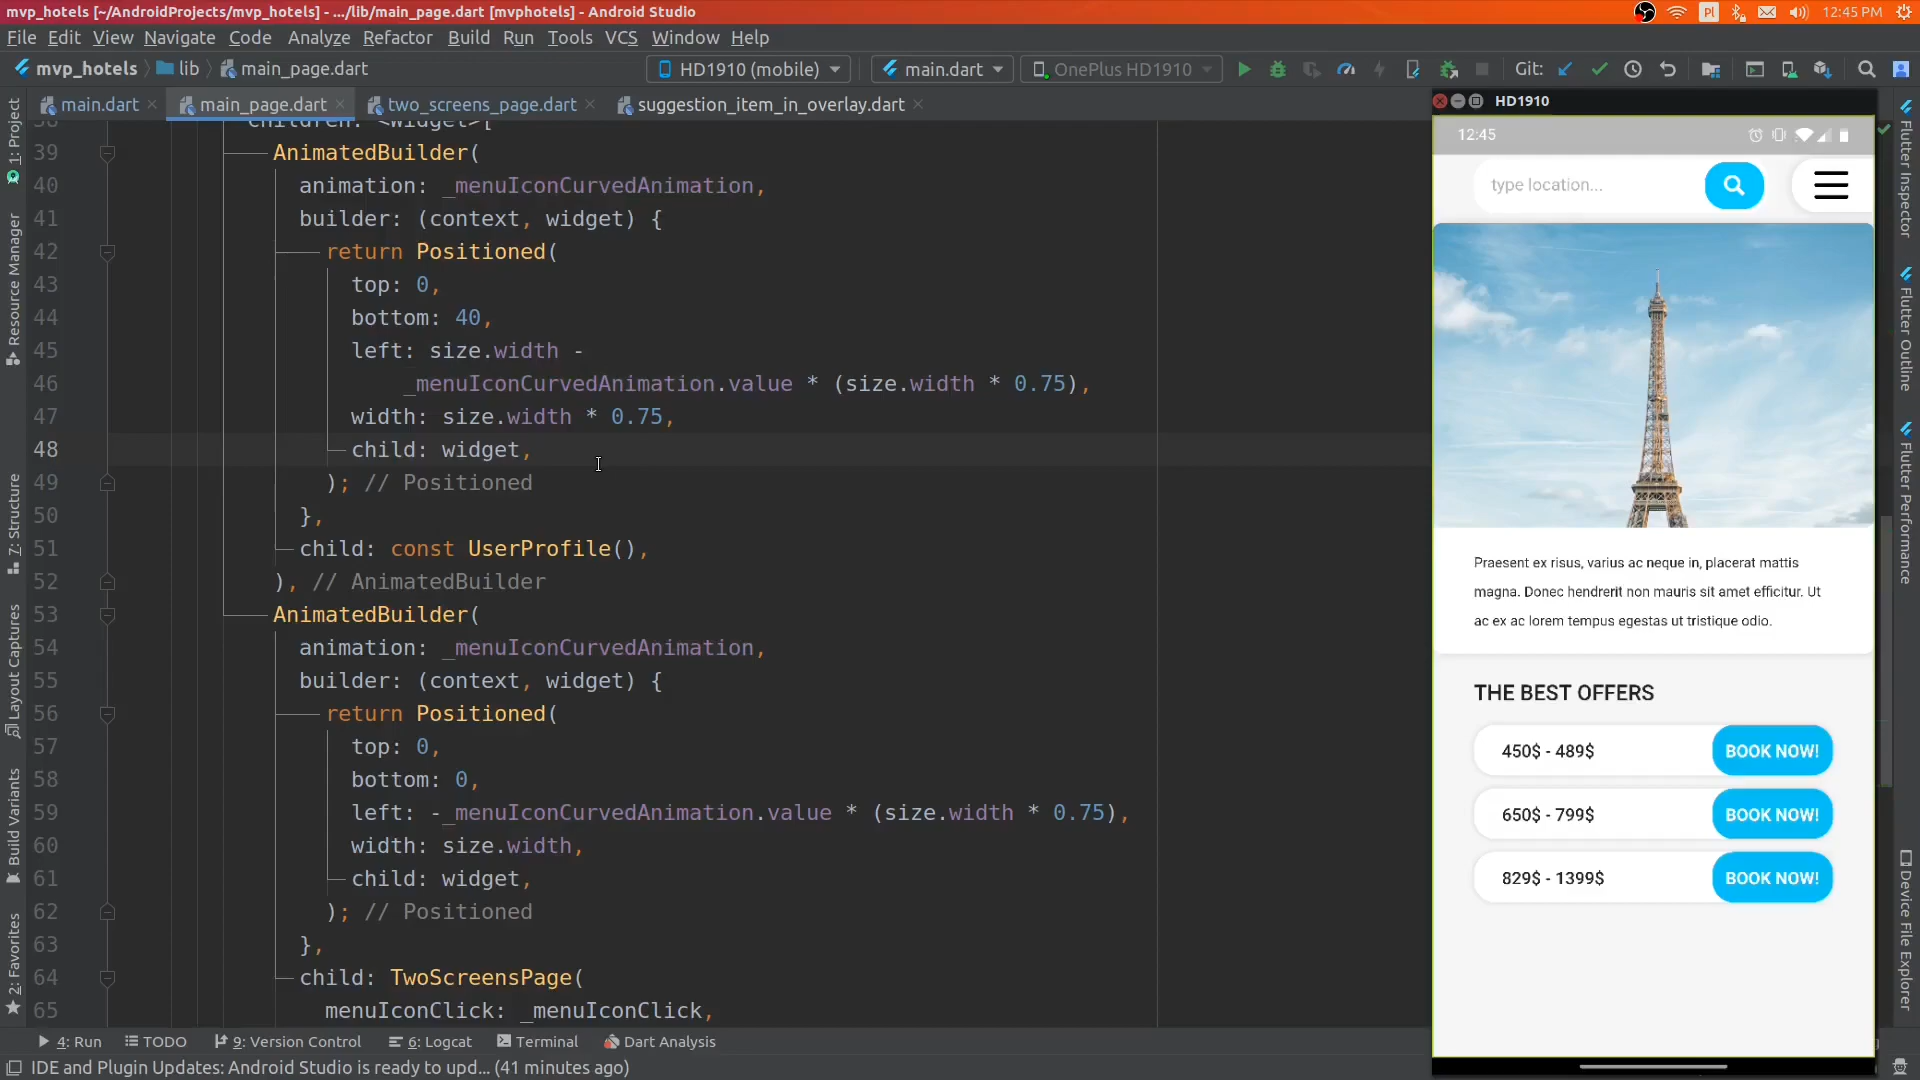 mvp_hotels [~/AndroidProjects/mvp_hotels] - .../lib/main_page.dart [mvphotels] - Android Studio
Pl
12:45 PM
File Edit View Navigate Code Analyze Refactor Build Run Tools VCS Window Help
mvp_hotels lib main_page.dart
HD1910 (mobile)
main.dart
OnePlus HD1910
Git:
main.dart
main_page.dart
two_screens_page.dart
suggestion_item_in_overlay.dart
39 AnimatedBuilder(
40 animation: _menuIconCurvedAnimation,
41 builder: (context, widget) {
42 return Positioned(
43 top: 0,
44 bottom: 40,
45 left: size.width -
46 _menuIconCurvedAnimation.value * (size.width * 0.75),
47 width: size.width * 0.75,
48 child: widget,
49 ); // Positioned
50 },
51 child: const UserProfile(),
52 ), // AnimatedBuilder
53 AnimatedBuilder(
54 animation: _menuIconCurvedAnimation,
55 builder: (context, widget) {
56 return Positioned(
57 top: 0,
58 bottom: 0,
59 left: -_menuIconCurvedAnimation.value * (size.width * 0.75),
60 width: size.width,
61 child: widget,
62 ); // Positioned
63 },
64 child: TwoScreensPage(
65 menuIconClick: _menuIconClick,
1: Project
Resource Manager
7: Structure
Layout Captures
Build Variants
2: Favorites
HD1910
12:45
type location...
Praesent ex risus, varius ac neque in, placerat mattis
magna. Donec hendrerit non mauris sit amet efficitur. Ut
ac ex ac lorem tempus egestas ut tristique odio.
THE BEST OFFERS
450$ - 489$ BOOK NOW!
650$ - 799$ BOOK NOW!
829$ - 1399$ BOOK NOW!
Flutter Inspector
Flutter Outline
Flutter Performance
Device File Explorer
4: Run
TODO
9: Version Control
6: Logcat
Terminal
Dart Analysis
IDE and Plugin Updates: Android Studio is ready to upd... (41 minutes ago)